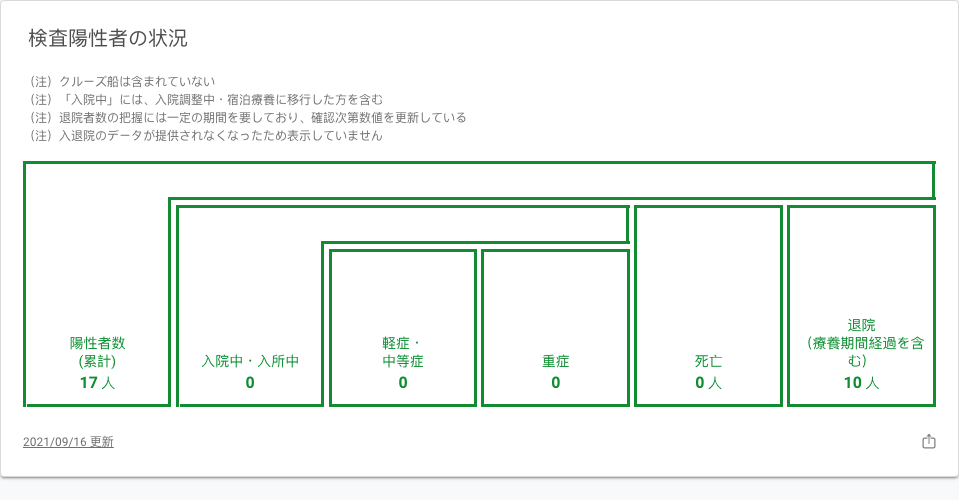 検査陽性者の状況
（注）クルーズ船は含まれていない
（注）「入院中」には、入院調整中・宿泊療養に移行した方を含む
（注）退院者数の把握には一定の期間を要しており、確認次第数値を更新している
（注）入退院のデータが提供されなくなったため表示していません
陽性者数
(累計)
17 人
入院中・入所中
0
軽症・
中等症
0
重症
0
死亡
0 人
退院
（療養期間経過を含
む）
10 人
2021/09/16 更新